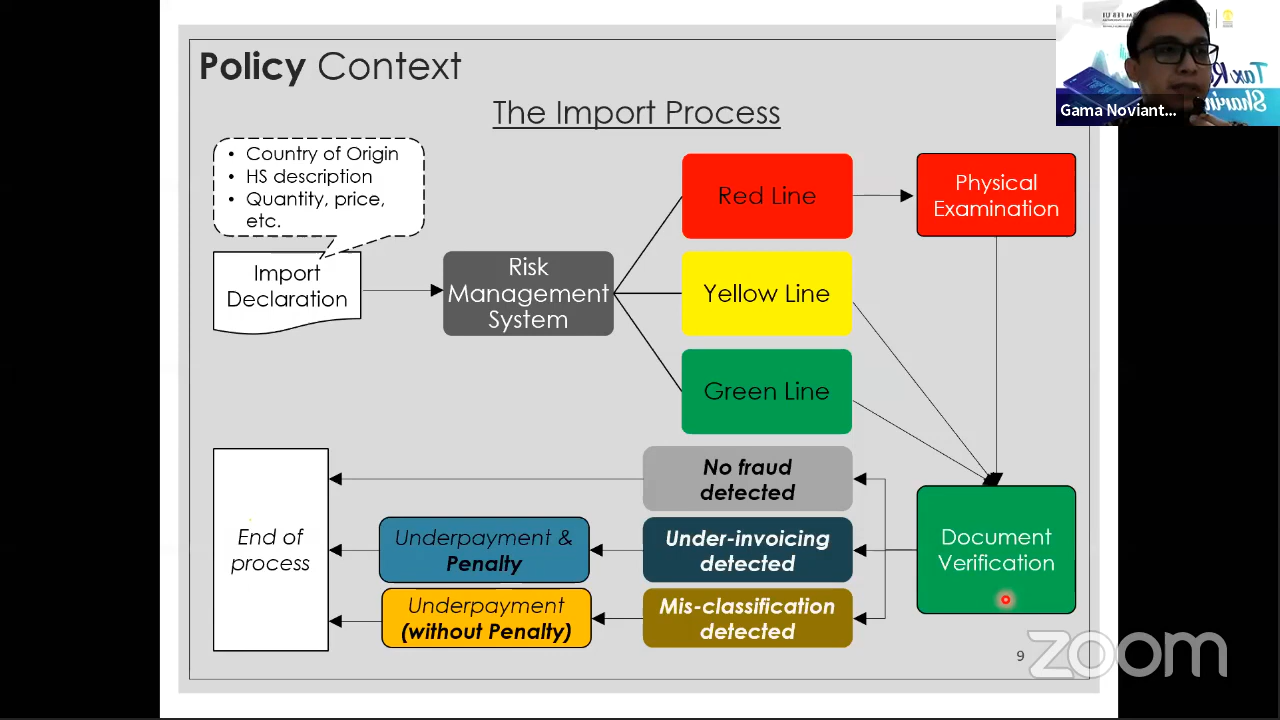 Policy Context
The Import Process
• Country of Origin
• HS description
• Quantity, price,
etc.
Import
Declaration
Risk
Management
System
Red Line
Yellow Line
Green Line
Physical
Examination
Document
Verification
No fraud
detected
Under-invoicing
detected
Mis-classification
detected
Underpayment &
Penalty
Underpayment
(without Penalty)
End of
process
9
zoom
Gama Noviant...
Tax
Sharin